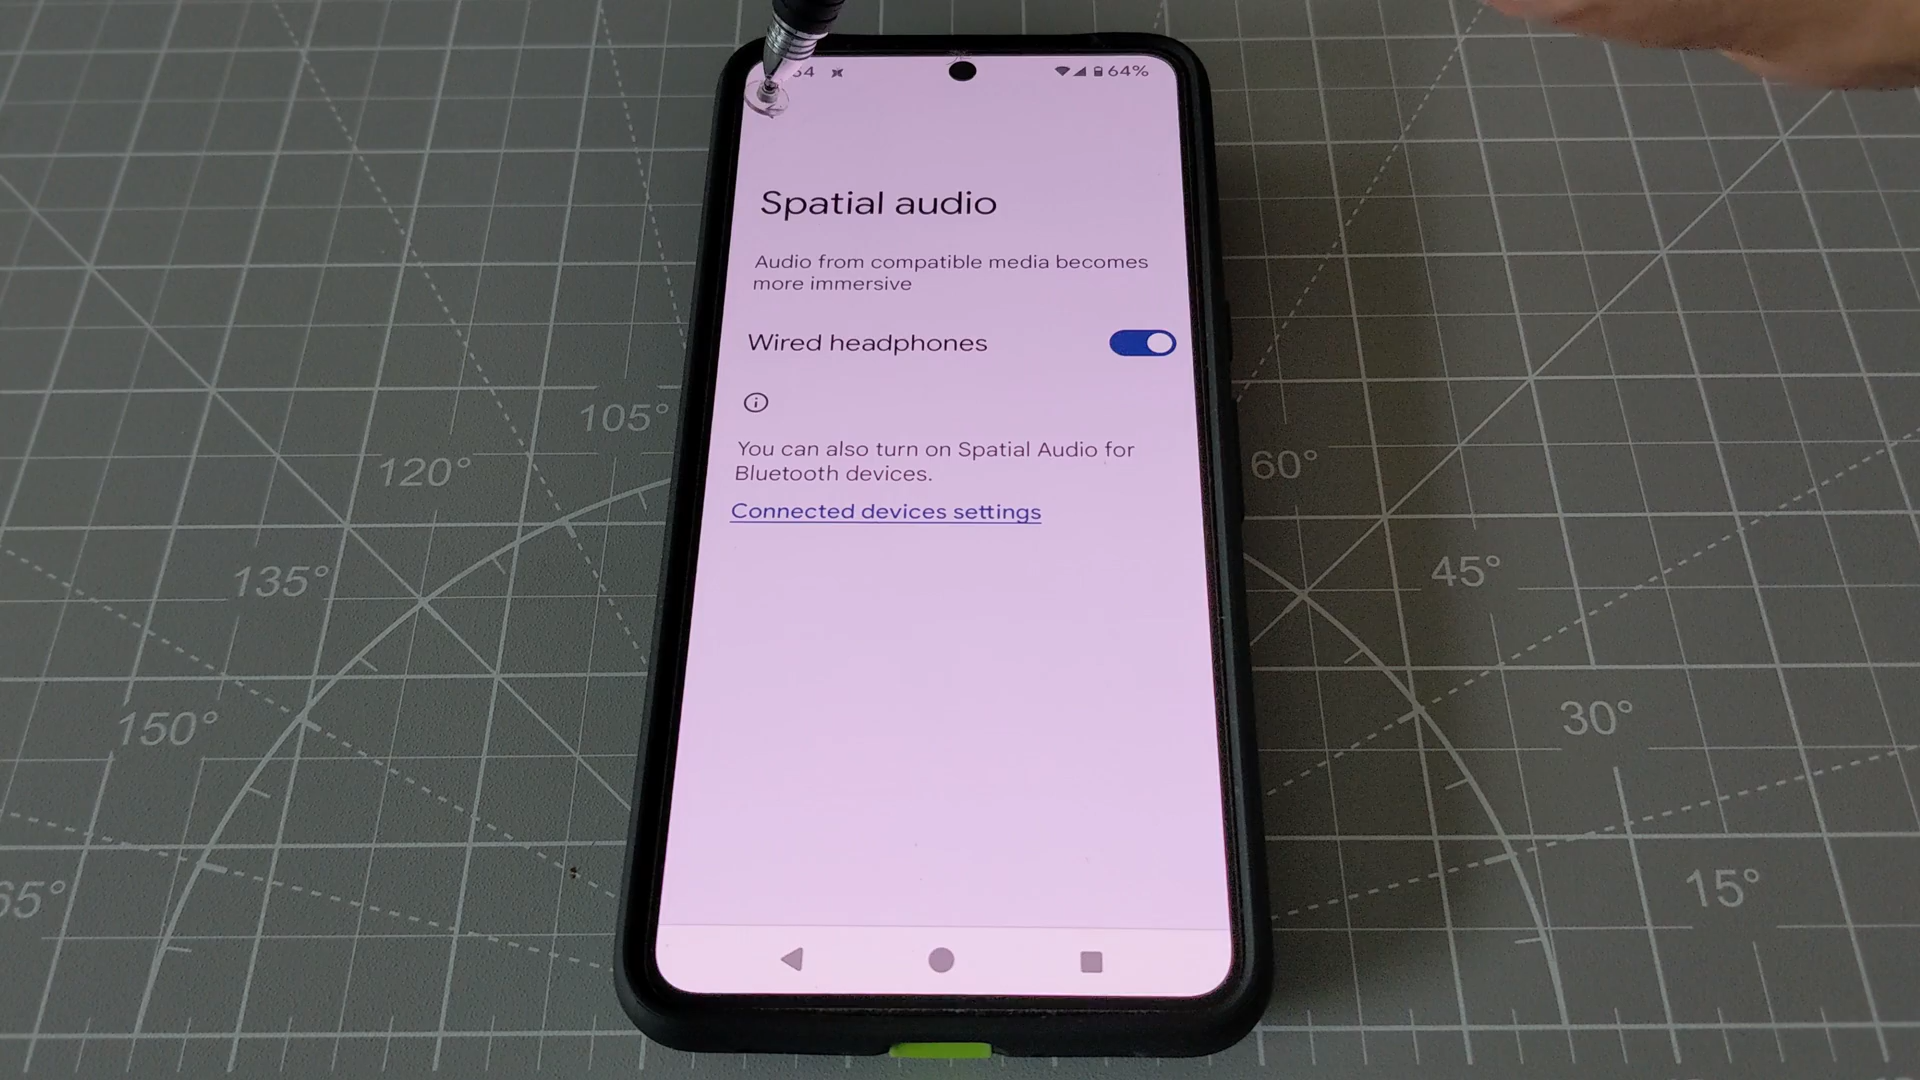 64%
Spatial audio
Audio from compatible media becomes
more immersive
Wired headphones
You can also turn on Spatial Audio for
Bluetooth devices.
Connected devices settings
105°
120°
135°
150°
60°
45°
30°
15°